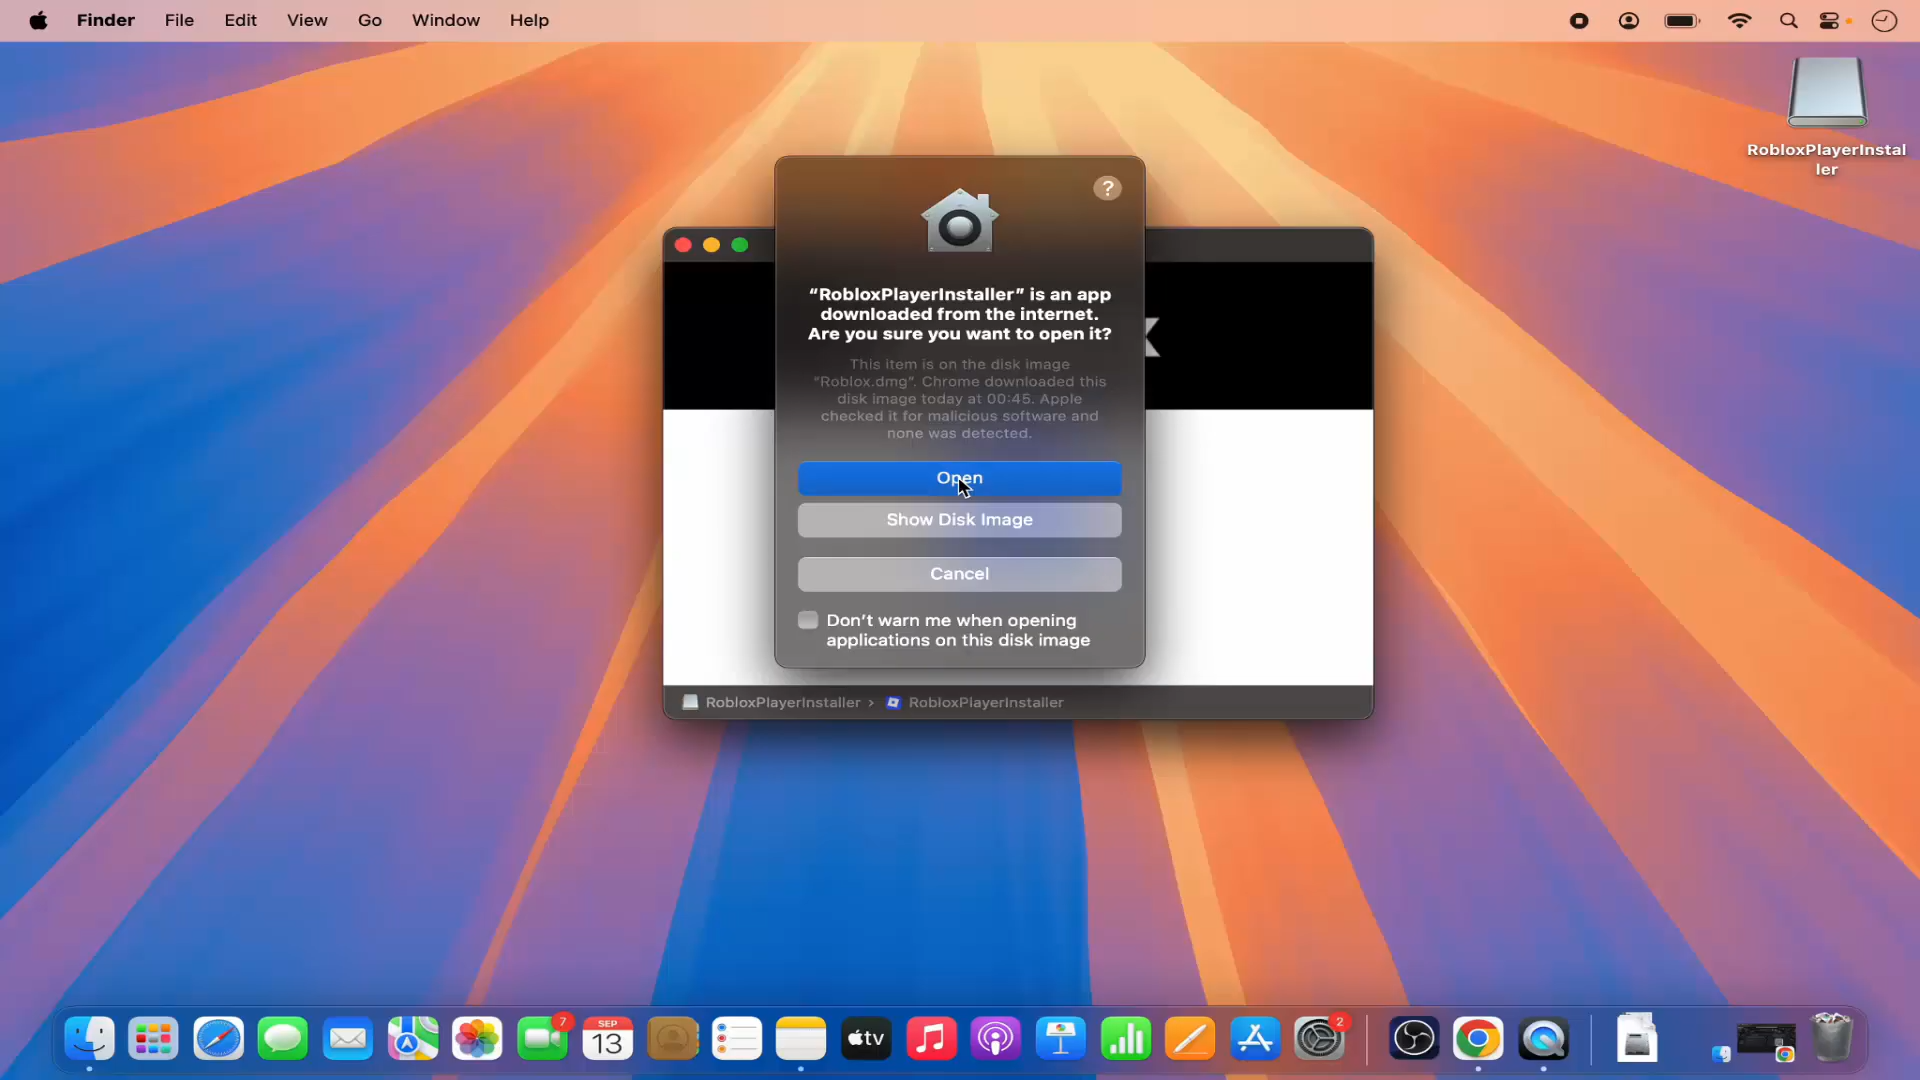 Finder File Edit View Go Window Help
RobloxPlayerInstal
ler
?
“RobloxPlayerInstaller” is an app
downloaded from the internet.
Are you sure you want to open it?
This item is on the disk image
“Roblox.dmg”. Chrome downloaded this
disk image today at 00:45. Apple
checked it for malicious software and
none was detected.
Open
Show Disk Image
Cancel
Don’t warn me when opening
applications on this disk image
RobloxPlayerInstaller › RobloxPlayerInstaller
7
SEP
13
tv
2